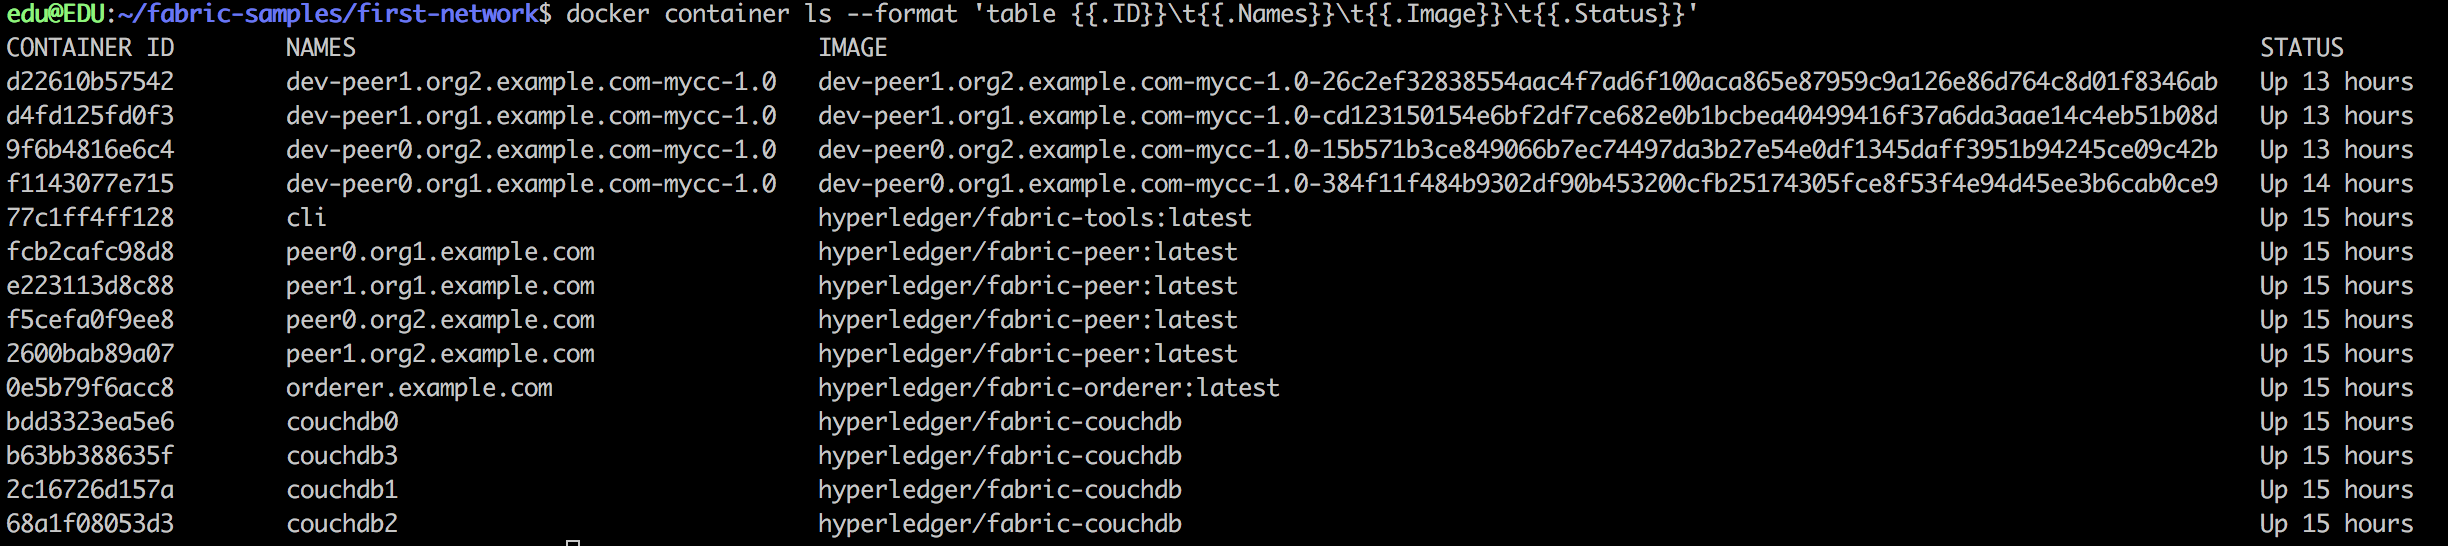 edu@EDU:~/fabric-samples/first-network$ docker container ls --format 'table {{.ID}}\t{{.Names}}\t{{.Image}}\t{{.Status}}'
CONTAINER ID        NAMES                              IMAGE                                                                                                  STATUS
d22610b57542        dev-peer1.org2.example.com-mycc-1.0   dev-peer1.org2.example.com-mycc-1.0-26c2ef32838554aac4f7ad6f100aca865e87959c9a126e86d764c8d01f8346ab   Up 13 hours
d4fd125fd0f3        dev-peer1.org1.example.com-mycc-1.0   dev-peer1.org1.example.com-mycc-1.0-cd123150154e6bf2df7ce682e0b1bcbea40499416f37a6da3aae14c4eb51b08d   Up 13 hours
9f6b4816e6c4        dev-peer0.org2.example.com-mycc-1.0   dev-peer0.org2.example.com-mycc-1.0-15b571b3ce849066b7ec74497da3b27e54e0df1345daff3951b94245ce09c42b   Up 13 hours
f1143077e715        dev-peer0.org1.example.com-mycc-1.0   dev-peer0.org1.example.com-mycc-1.0-384f11f484b9302df90b453200cfb25174305fce8f53f4e94d45ee3b6cab0ce9   Up 14 hours
77c1ff4ff128        cli                                   hyperledger/fabric-tools:latest   Up 15 hours
fcb2cafc98d8        peer0.org1.example.com                hyperledger/fabric-peer:latest   Up 15 hours
e223113d8c88        peer1.org1.example.com                hyperledger/fabric-peer:latest   Up 15 hours
f5cefa0f9ee8        peer0.org2.example.com                hyperledger/fabric-peer:latest   Up 15 hours
2600bab89a07        peer1.org2.example.com                hyperledger/fabric-peer:latest   Up 15 hours
0e5b79f6acc8        orderer.example.com                   hyperledger/fabric-orderer:latest   Up 15 hours
bdd3323ea5e6        couchdb0                              hyperledger/fabric-couchdb   Up 15 hours
b63bb388635f        couchdb3                              hyperledger/fabric-couchdb   Up 15 hours
2c16726d157a        couchdb1                              hyperledger/fabric-couchdb   Up 15 hours
68a1f08053d3        couchdb2                              hyperledger/fabric-couchdb   Up 15 hours